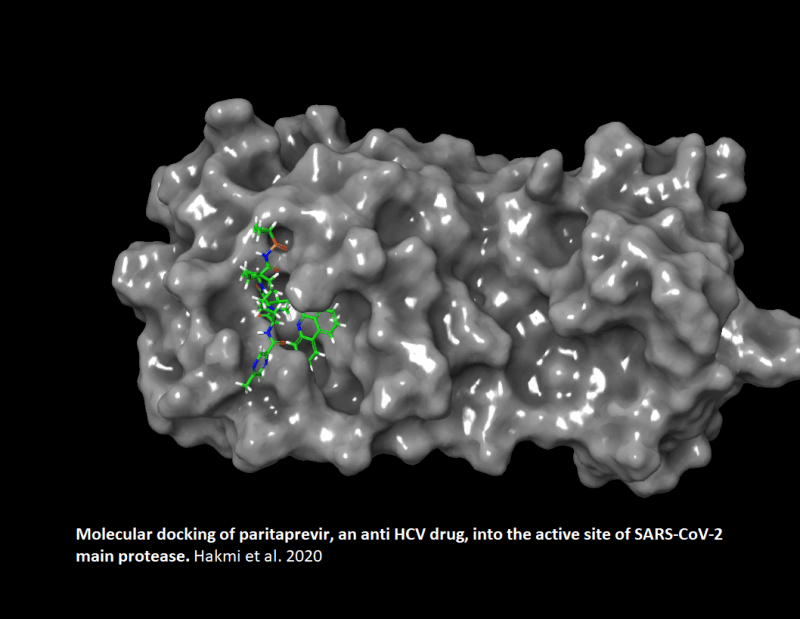 Molecular docking of paritaprevir, an anti HCV drug, into the active site of SARS-CoV-2
main protease. Hakmi et al. 2020